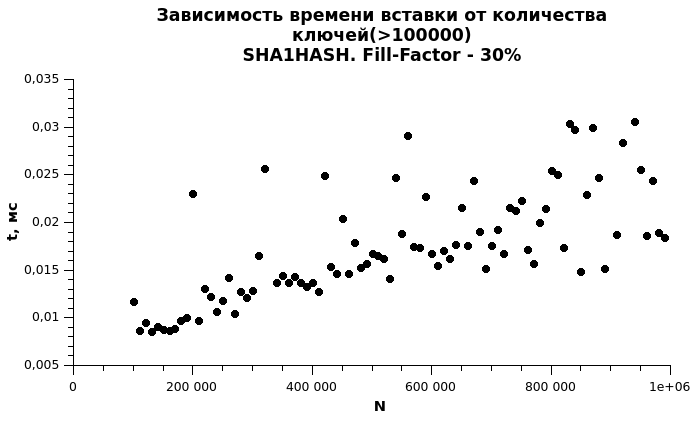 Зависимость времени вставки от количества
ключей(>100000)
SHA1HASH. Fill-Factor - 30%
0,035
0,03
0,025
0,02
0,015
0,01
0,005
t, мс
0
200 000
400 000
600 000
800 000
1e+06
N